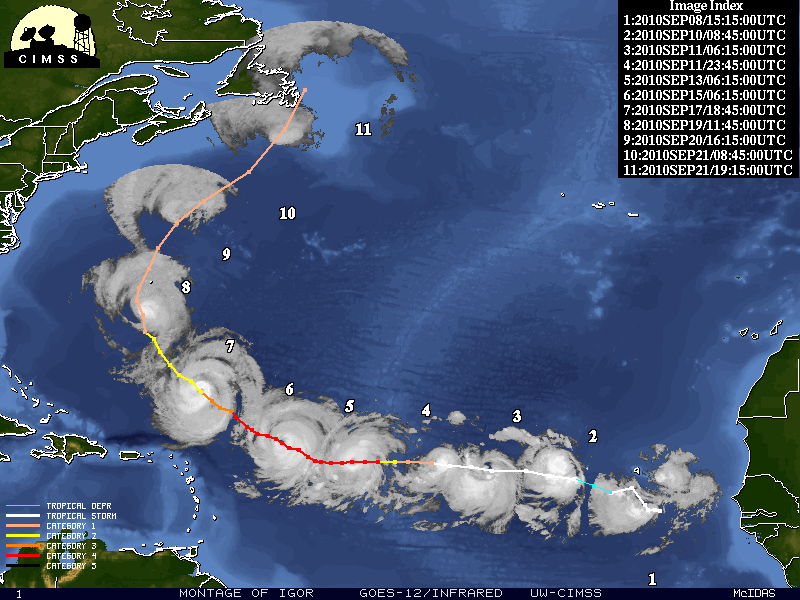 CIMSS
Image Index
1:2010SEP08/15:15:00UTC
2:2010SEP10/08:45:00UTC
3:2010SEP11/06:15:00UTC
4:2010SEP11/23:45:00UTC
5:2010SEP13/06:15:00UTC
6:2010SEP15/06:15:00UTC
7:2010SEP17/18:45:00UTC
8:2010SEP19/11:45:00UTC
9:2010SEP20/16:15:00UTC
10:2010SEP21/08:45:00UTC
11:2010SEP21/19:15:00UTC
11
10
9
8
7
6
5
4
3
2
1
TROPICAL DEPR
TROPICAL STORM
CATEGORY 1
CATEGORY 2
CATEGORY 3
CATEGORY 4
CATEGORY 5
1 MONTAGE OF IGOR GOES-12/INFRARED UW-CIMSS McIDAS